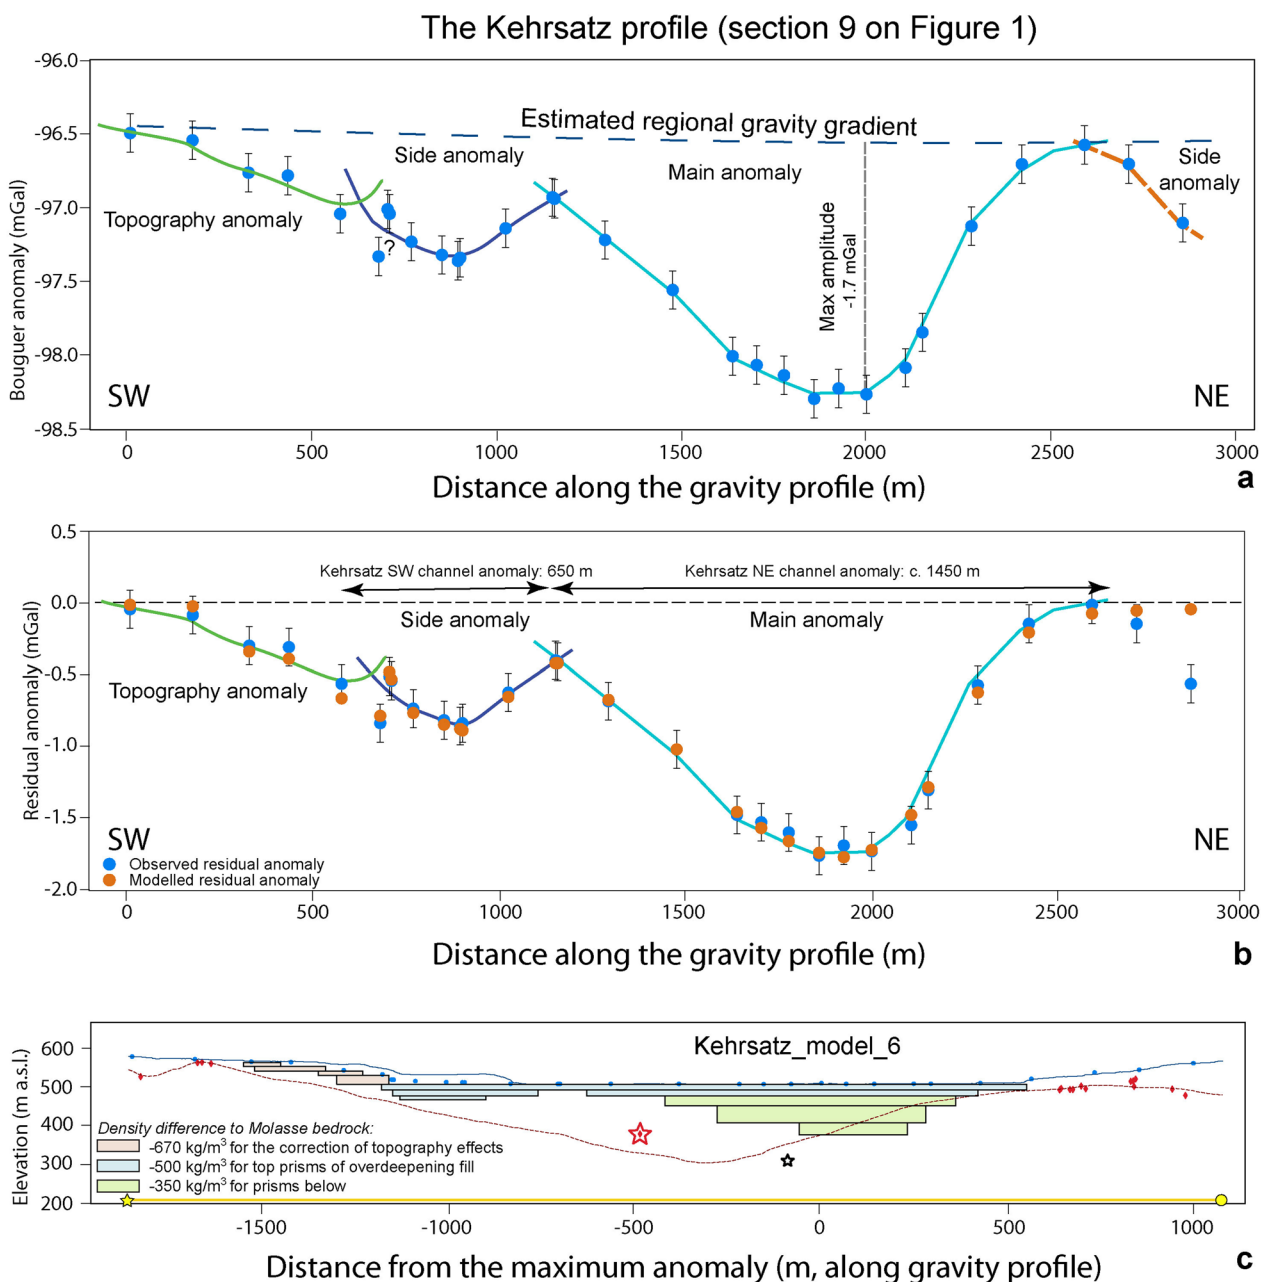 The Kehrsatz profile (section 9 on Figure 1)
-96.0
-96.5
-97.0
-97.5
-98.0
-98.5
Bouguer anomaly (mGal)
Estimated regional gravity gradient
Side anomaly
Main anomaly
Side
anomaly
Topography anomaly
?
Max amplitude
-1.7 mGal
SW
NE
0
500
1000
1500
2000
2500
3000
Distance along the gravity profile (m)
a
0.5
0.0
-0.5
-1.0
-1.5
-2.0
Residual anomaly (mGal)
Kehrsatz SW channel anomaly: 650 m
Kehrsatz NE channel anomaly: c. 1450 m
Side anomaly
Main anomaly
Topography anomaly
SW
NE
Observed residual anomaly
Modelled residual anomaly
0
500
1000
1500
2000
2500
3000
Distance along the gravity profile (m)
b
600
500
400
300
200
Elevation (m a.s.l.)
Kehrsatz_model_6
Density difference to Molasse bedrock:
-670 kg/m³ for the correction of topography effects
-500 kg/m³ for top prisms of overdeepening fill
-350 kg/m³ for prisms below
-1500
-1000
-500
0
500
1000
Distance from the maximum anomaly (m, along gravity profile)
c